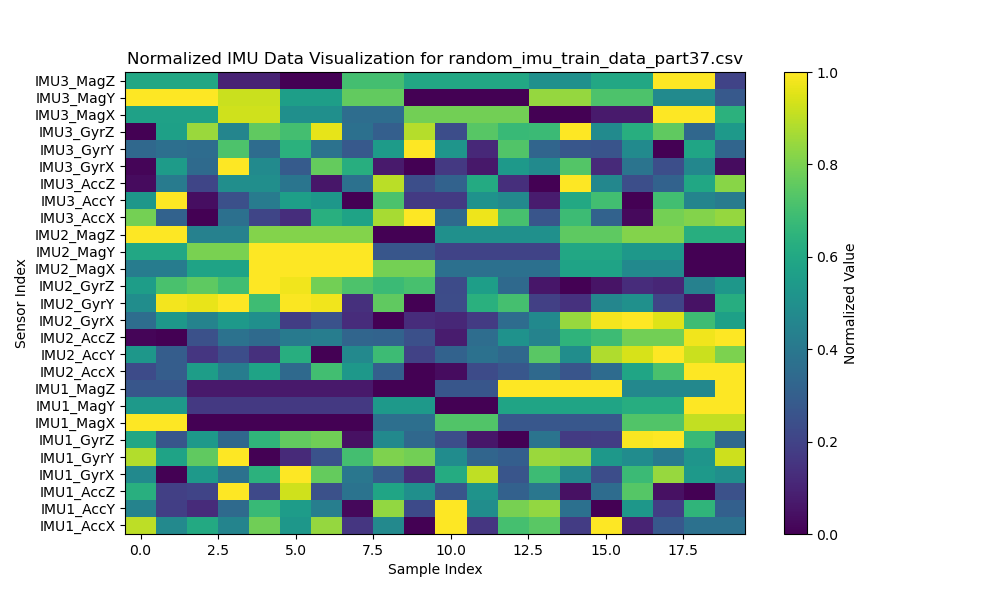 Normalized IMU Data Visualization for random_imu_train_data_part37.csv
IMU3_MagZ
IMU3_MagY
IMU3_MagX
IMU3_GyrZ
IMU3_GyrY
IMU3_GyrX
IMU3_AccZ
IMU3_AccY
IMU3_AccX
IMU2_MagZ
IMU2_MagY
IMU2_MagX
IMU2_GyrZ
IMU2_GyrY
IMU2_GyrX
IMU2_AccZ
IMU2_AccY
IMU2_AccX
IMU1_MagZ
IMU1_MagY
IMU1_MagX
IMU1_GyrZ
IMU1_GyrY
IMU1_GyrX
IMU1_AccZ
IMU1_AccY
IMU1_AccX
Sensor Index
0.0 2.5 5.0 7.5 10.0 12.5 15.0 17.5
Sample Index
1.0
0.8
0.6
0.4
0.2
0.0
Normalized Value